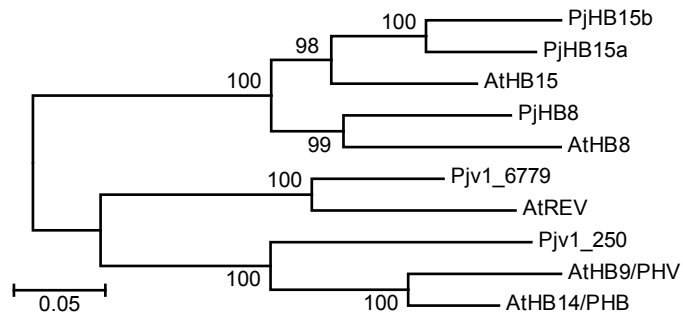 PjHB15b
100
98
PjHB15a
100
AtHB15
PjHB8
99
AtHB8
100
Pjv1_6779
AtREV
Pjv1_250
100
AtHB9/PHV
0.05
100
AtHB14/PHB